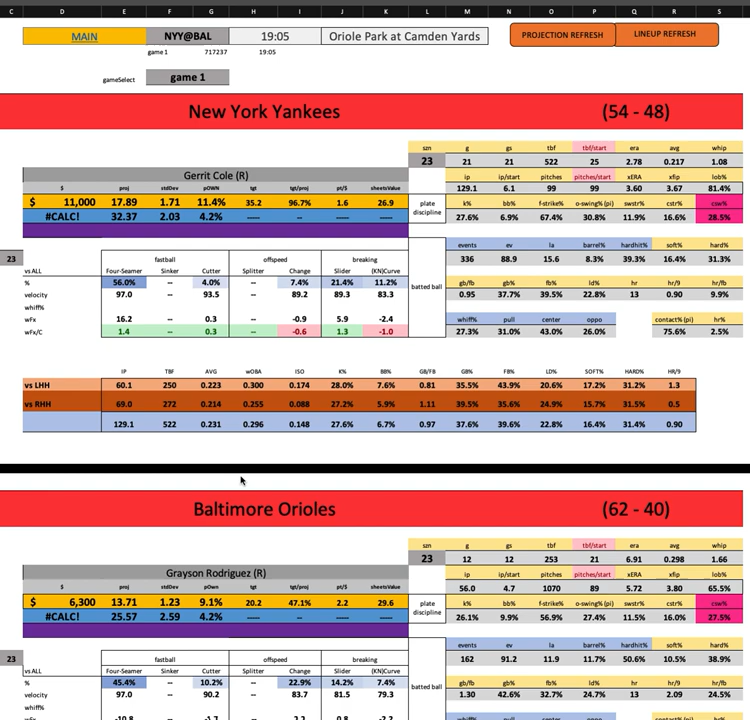 C D E F G H I J K L M N O P Q R S
MAIN NYY@BAL 19:05 Oriole Park at Camden Yards PROJECTION REFRESH LINEUP REFRESH
game 1 717237 19:05
gameSelect game 1
New York Yankees (54 - 48)
szn g gs tbf tbf/start era avg whip
23 21 21 522 25 2.78 0.217 1.08
Gerrit Cole (R) ip ip/start pitches pitches/start xERA xfip lob%
$ proj stdDev pOWN tgt tgt/proj pt/$ sheetsValue 129.1 6.1 99 99 3.60 3.67 81.4%
$ 11,000 17.89 1.71 11.4% 35.2 96.7% 1.6 26.9 plate discipline k% bb% f-strike% o-swing% (pi) swstr% cstr% csw%
#CALC! 32.37 2.03 4.2% ---- -- ---- ---- 27.6% 6.9% 67.4% 30.8% 11.9% 16.6% 28.5%
events ev la barrel% hardhit% soft% hard%
23 fastball offspeed breaking 336 88.9 15.6 8.3% 39.3% 16.4% 31.3%
vs ALL Four-Seamer Sinker Cutter Splitter Change Slider (KN)Curve
% 56.0% -- 4.0% -- 7.4% 21.4% 11.2% batted ball gb/fb gb% fb% ld% hr hr/9 hr/fb
velocity 97.0 -- 93.5 -- 89.2 89.3 83.3 0.95 37.7% 39.5% 22.8% 13 0.90 9.9%
whiff%
wFx 16.2 -- 0.3 -- -0.9 5.9 -2.4 whiff% pull center oppo contact% (pi) hr%
wFx/C 1.4 -- 0.3 -- -0.6 1.3 -1.0 27.3% 31.0% 43.0% 26.0% 75.6% 2.5%
IP TBF AVG wOBA ISO K% BB% GB/FB GB% FB% LD% SOFT% HARD% HR/9
vs LHH 60.1 250 0.223 0.300 0.174 28.0% 7.6% 0.81 35.5% 43.9% 20.6% 17.2% 31.2% 1.3
vs RHH 69.0 272 0.214 0.255 0.088 27.2% 5.9% 1.11 39.5% 35.6% 24.9% 15.7% 31.5% 0.5
129.1 522 0.231 0.296 0.148 27.6% 6.7% 0.97 37.6% 39.6% 22.8% 16.4% 31.4% 0.90
Baltimore Orioles (62 - 40)
szn g gs tbf tbf/start era avg whip
23 12 12 253 21 6.91 0.298 1.66
Grayson Rodriguez (R) ip ip/start pitches pitches/start xERA xfip lob%
$ proj stdDev pOwn tgt tgt/proj pt/$ sheetsValue 56.0 4.7 1070 89 5.72 3.80 65.5%
$ 6,300 13.71 1.23 9.1% 20.2 47.1% 2.2 29.6 plate discipline k% bb% f-strike% o-swing% (pi) swstr% cstr% csw%
#CALC! 25.57 2.59 4.2% ---- -- ---- ---- 26.1% 9.9% 56.9% 27.4% 11.5% 16.0% 27.5%
events ev la barrel% hardhit% soft% hard%
23 fastball offspeed breaking 162 91.2 11.9 11.7% 50.6% 10.5% 38.9%
vs ALL Four-Seamer Sinker Cutter Splitter Change Slider (KN)Curve
% 45.4% -- 10.2% -- 22.9% 14.2% 7.4% batted ball gb/fb gb% fb% ld% hr hr/9 hr/fb
velocity 97.0 -- 90.2 -- 83.7 81.5 79.3 1.30 42.6% 32.7% 24.7% 13 2.09 24.5%
whiff%
wFx -10.8 -- -- 0.8 whiff% pull center oppo contact% (pi) hr%